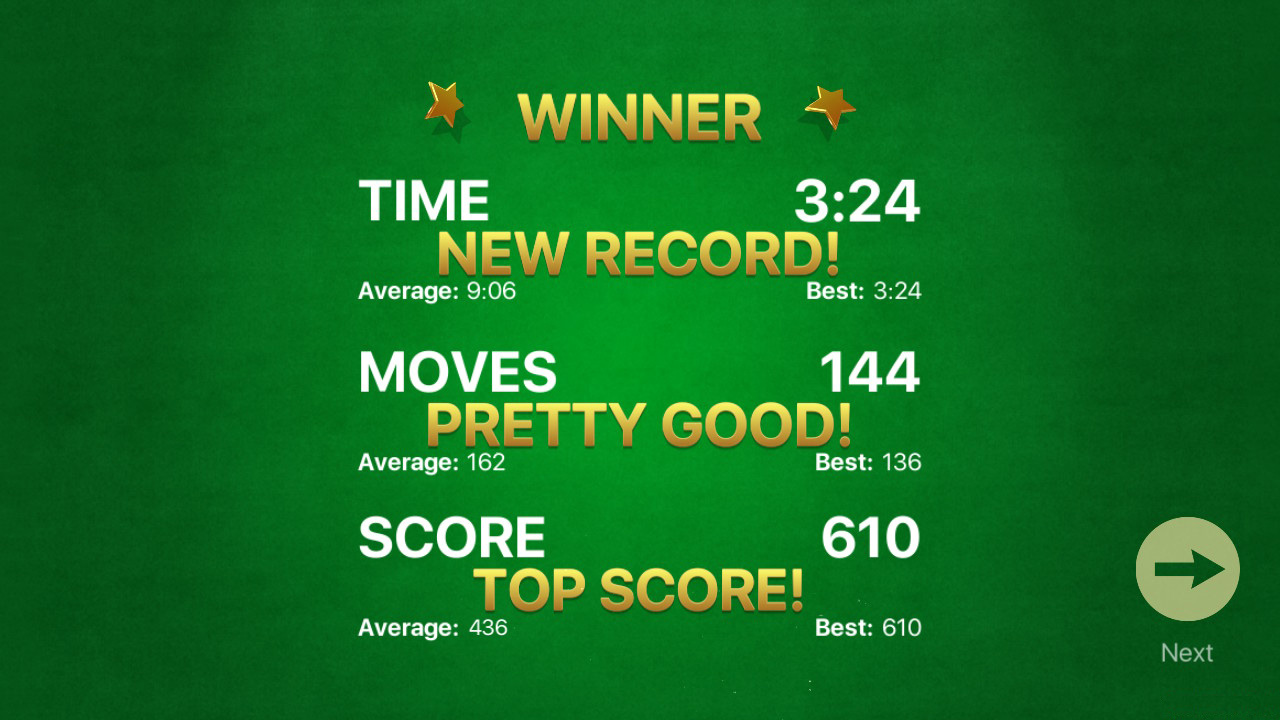 WINNER
TIME 3:24
NEW RECORD!
Average: 9:06 Best: 3:24
MOVES 144
PRETTY GOOD!
Average: 162 Best: 136
SCORE 610
TOP SCORE!
Average: 436 Best: 610
Next